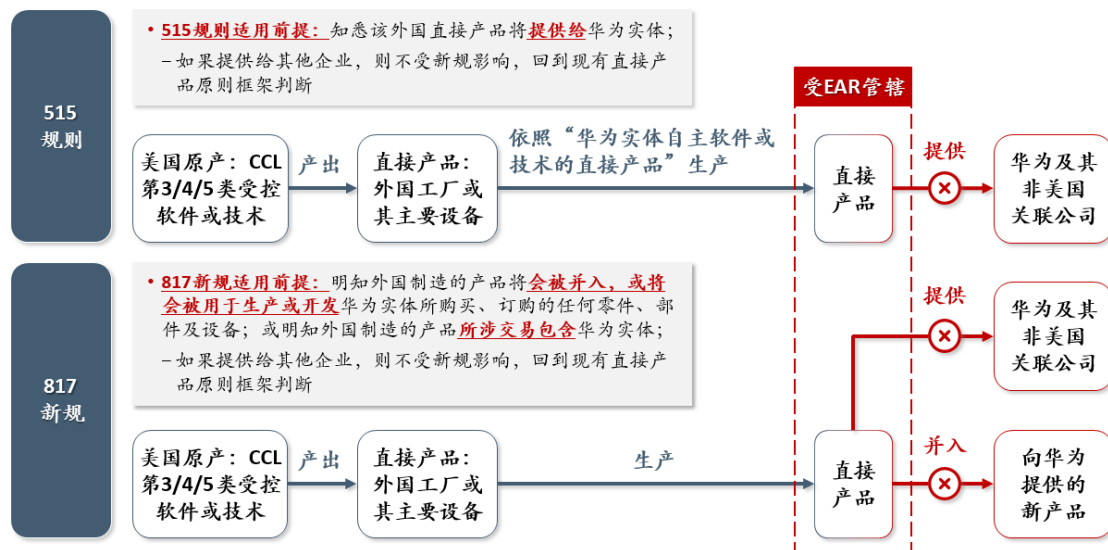 515
规则
• 515规则适用前提：知悉该外国直接产品将提供给华为实体；
–如果提供给其他企业，则不受新规影响，回到现有直接产
品原则框架判断
受EAR管辖
美国原产：CCL
第3/4/5类受控
软件或技术
产出
直接产品：
外国工厂或
其主要设备
依照“华为实体自主软件或
技术的直接产品”生产
直接
产品
提供
华为及其
非美国
关联公司
817
新规
• 817新规适用前提：明知外国制造的产品将会被并入，或将
会被用于生产或开发华为实体所购买、订购的任何零件、部
件及设备；或明知外国制造的产品所涉交易包含华为实体；
–如果提供给其他企业，则不受新规影响，回到现有直接产
品原则框架判断
提供
华为及其
非美国
关联公司
美国原产：CCL
第3/4/5类受控
软件或技术
产出
直接产品：
外国工厂或
其主要设备
生产
直接
产品
并入
向华为
提供的
新产品